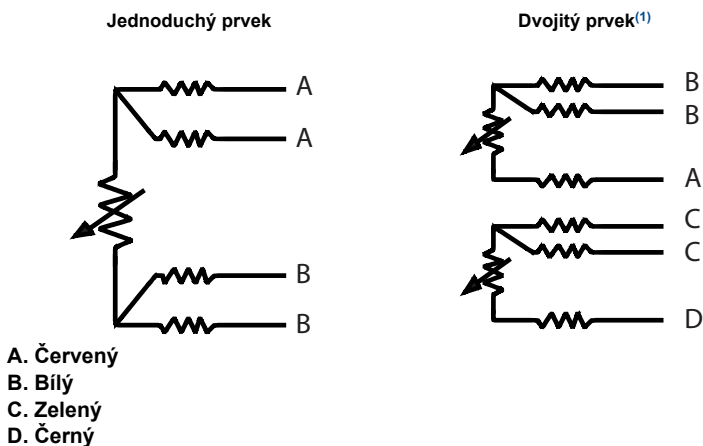 Jednoduchý prvek
A
A
B
B
Dvojitý prvek(1)
B
B
A
C
C
D
A. Červený
B. Bílý
C. Zelený
D. Černý